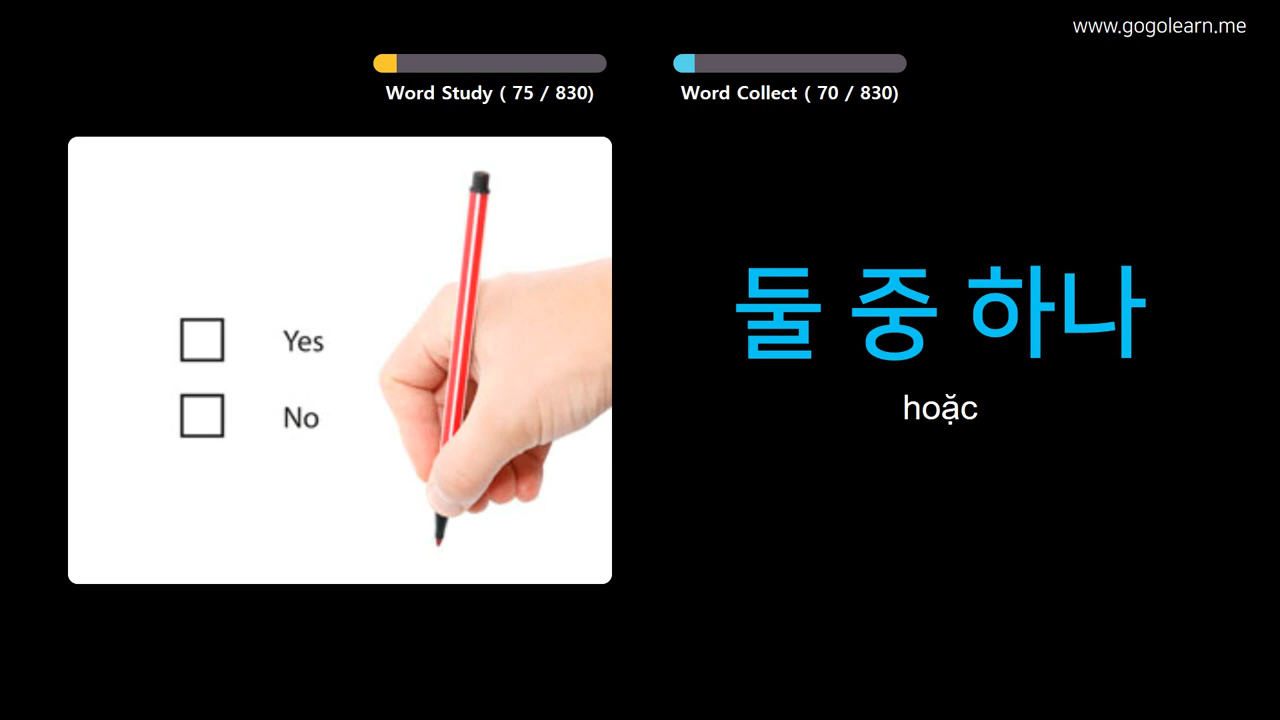 www.gogolearn.me
Word Study ( 75 / 830)
Word Collect ( 70 / 830)
Yes
No
둘 중 하나
hoặc